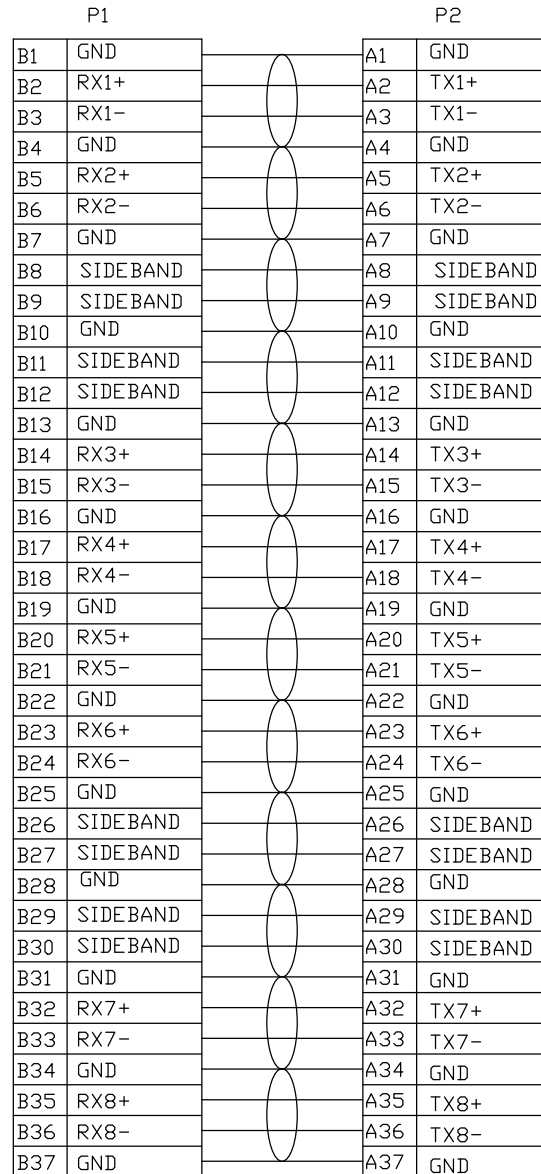 P1 P2
B1 GND A1 GND
B2 RX1+ A2 TX1+
B3 RX1- A3 TX1-
B4 GND A4 GND
B5 RX2+ A5 TX2+
B6 RX2- A6 TX2-
B7 GND A7 GND
B8 SIDEBAND A8 SIDEBAND
B9 SIDEBAND A9 SIDEBAND
B10 GND A10 GND
B11 SIDEBAND A11 SIDEBAND
B12 SIDEBAND A12 SIDEBAND
B13 GND A13 GND
B14 RX3+ A14 TX3+
B15 RX3- A15 TX3-
B16 GND A16 GND
B17 RX4+ A17 TX4+
B18 RX4- A18 TX4-
B19 GND A19 GND
B20 RX5+ A20 TX5+
B21 RX5- A21 TX5-
B22 GND A22 GND
B23 RX6+ A23 TX6+
B24 RX6- A24 TX6-
B25 GND A25 GND
B26 SIDEBAND A26 SIDEBAND
B27 SIDEBAND A27 SIDEBAND
B28 GND A28 GND
B29 SIDEBAND A29 SIDEBAND
B30 SIDEBAND A30 SIDEBAND
B31 GND A31 GND
B32 RX7+ A32 TX7+
B33 RX7- A33 TX7-
B34 GND A34 GND
B35 RX8+ A35 TX8+
B36 RX8- A36 TX8-
B37 GND A37 GND